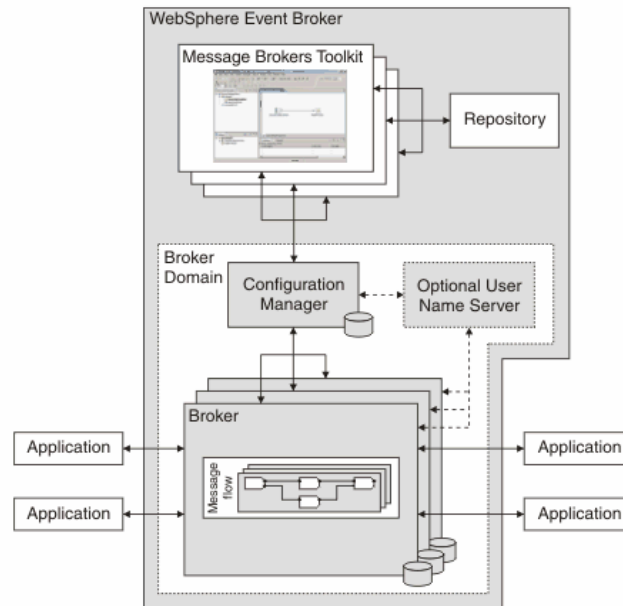 WebSphere Event Broker
Message Brokers Toolkit
Repository
Broker
Domain
Configuration
Manager
Optional User
Name Server
Broker
Application
Application
Message
flow
Application
Application